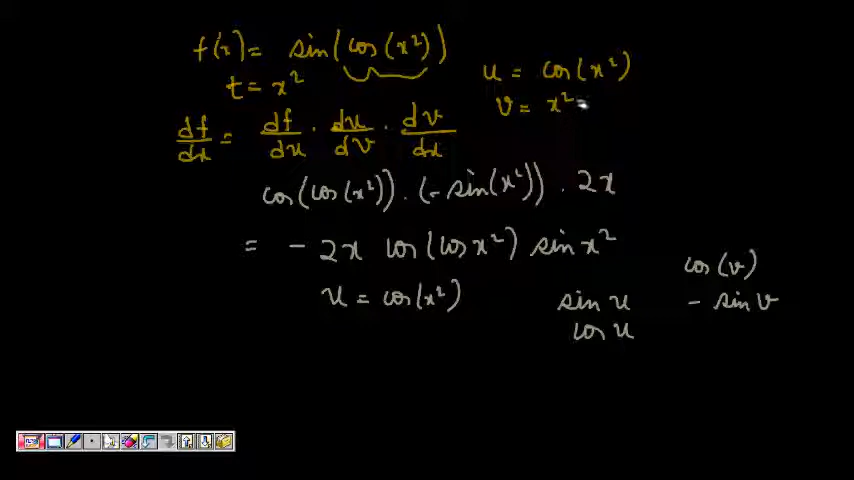 f(x) = sin(cos(x²))
t = x²
u = cos(x²)
v = x²
df/dx = df/du · du/dv · dv/dx
cos(cos(x²)) · (-sin(x²)) · 2x
= - 2x cos(cos x²) sin x²
u = cos(x²)
sin u
cos u
cos(v)
- sin v